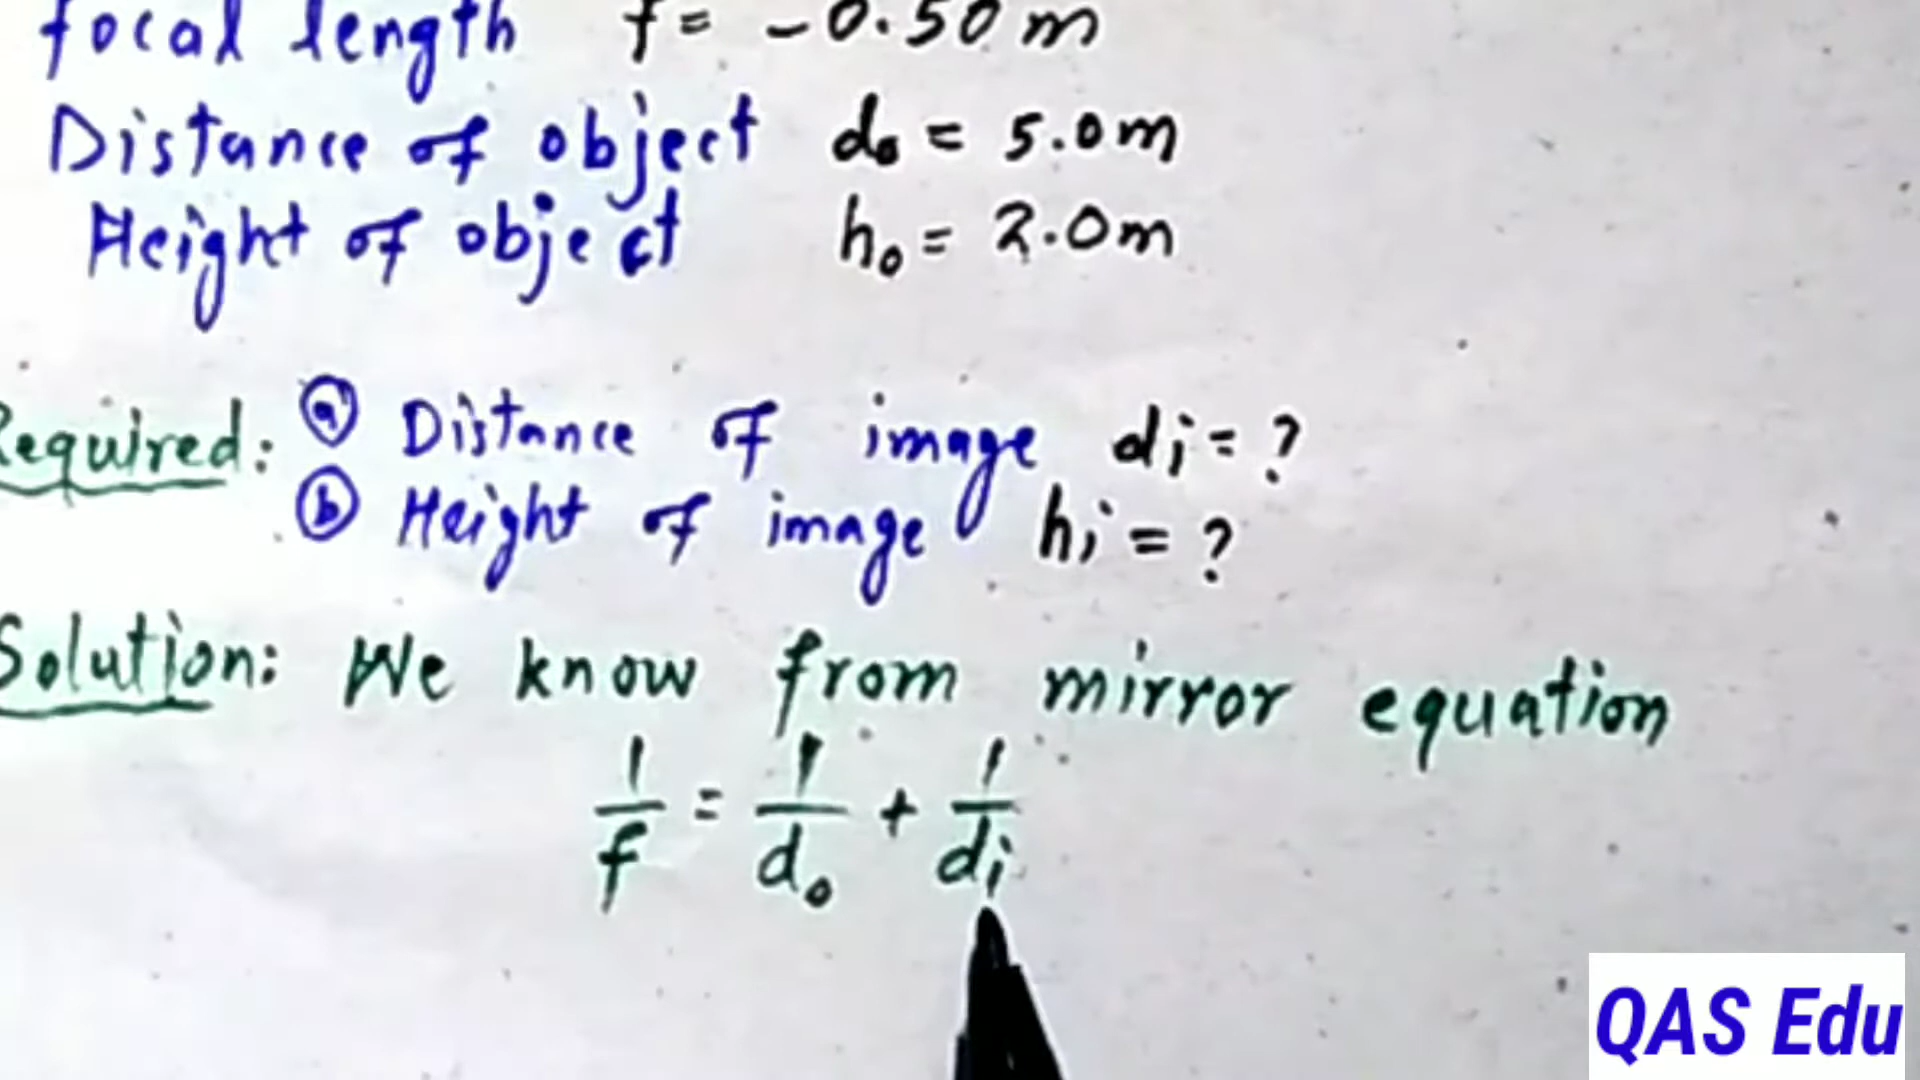 focal length f = -0.50 m
Distance of object do = 5.0m
Height of object ho = 2.0m
Required: (a) Distance of image di = ?
(b) Height of image hi = ?
Solution: We know from mirror equation
1/f = 1/do + 1/di
QAS Edu